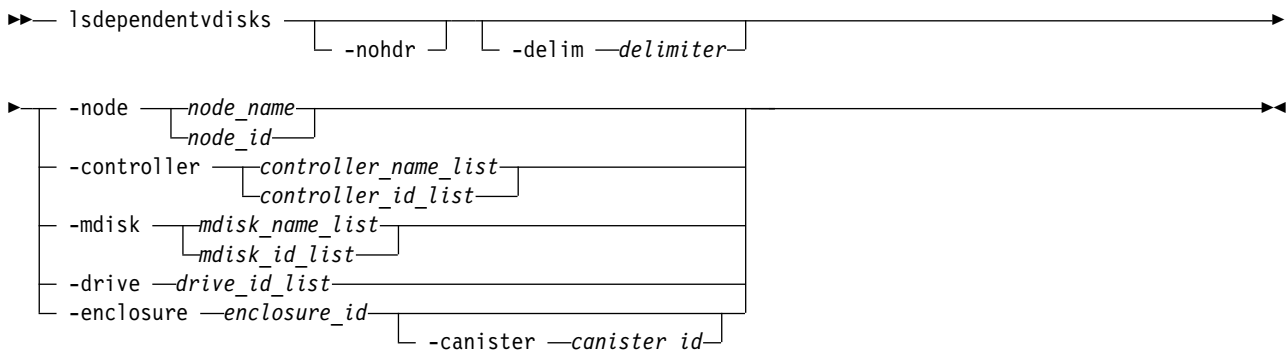 lsdependentvdisks
-nohdr -delim delimiter
-node node_name
node_id
-controller controller_name_list
controller_id_list
-mdisk mdisk_name_list
mdisk_id_list
-drive drive_id_list
-enclosure enclosure_id
-canister canister id